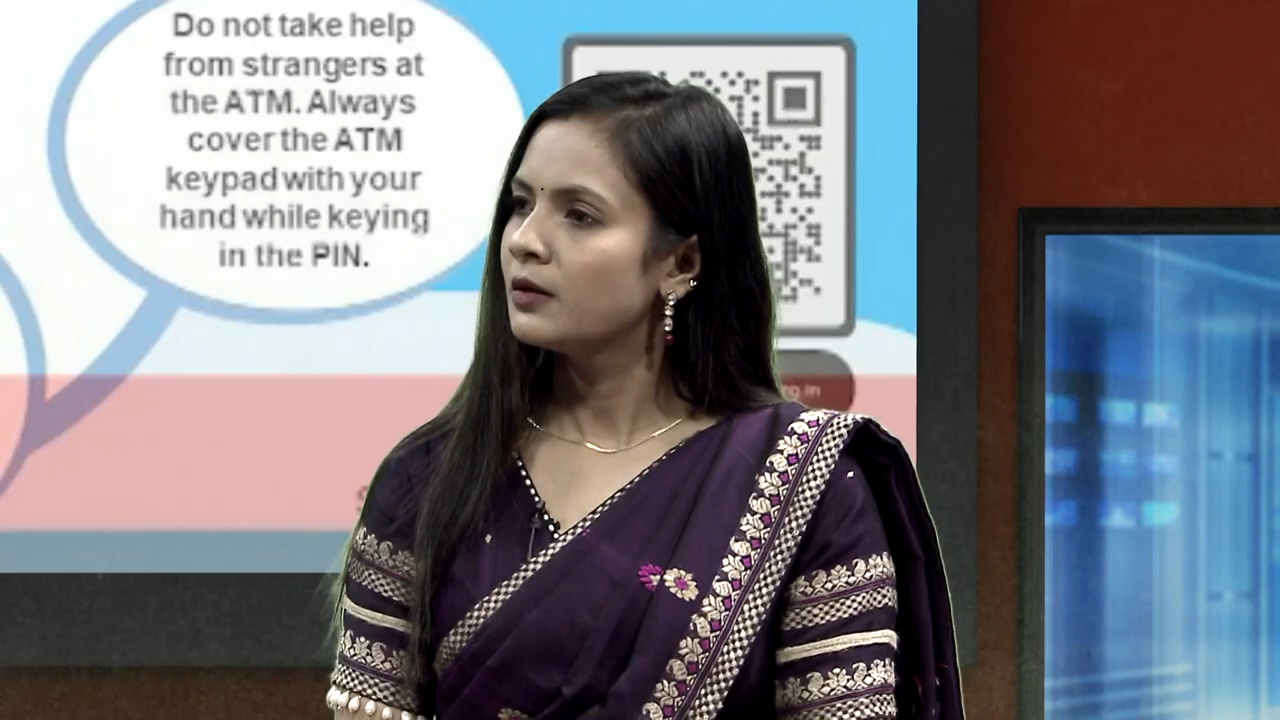 Do not take help
from strangers at
the ATM. Always
cover the ATM
keypad with your
hand while keying
in the PIN.
in